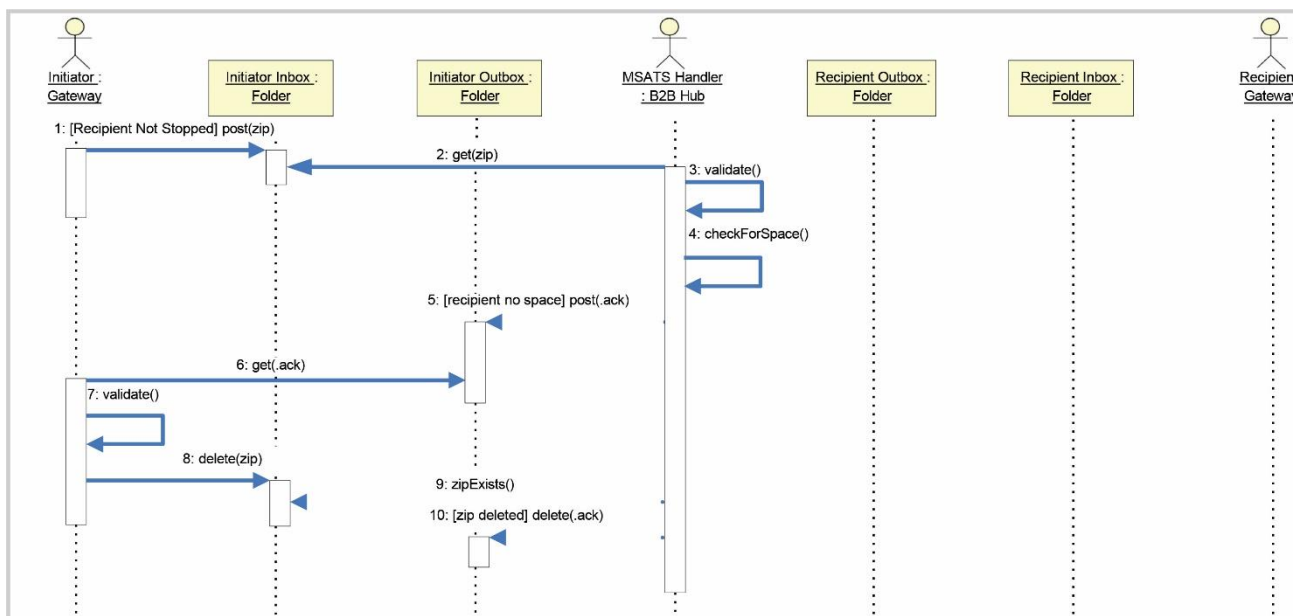 Initiator :
Gateway
Initiator Inbox :
Folder
Initiator Outbox :
Folder
MSATS Handler
: B2B Hub
Recipient Outbox :
Folder
Recipient Inbox :
Folder
Recipien
Gateway
1: [Recipient Not Stopped] post(zip)
2: get(zip)
3: validate()
4: checkForSpace()
5: [recipient no space] post(.ack)
6: get(.ack)
7: validate()
8: delete(zip)
9: zipExists()
10: [zip deleted] delete(.ack)